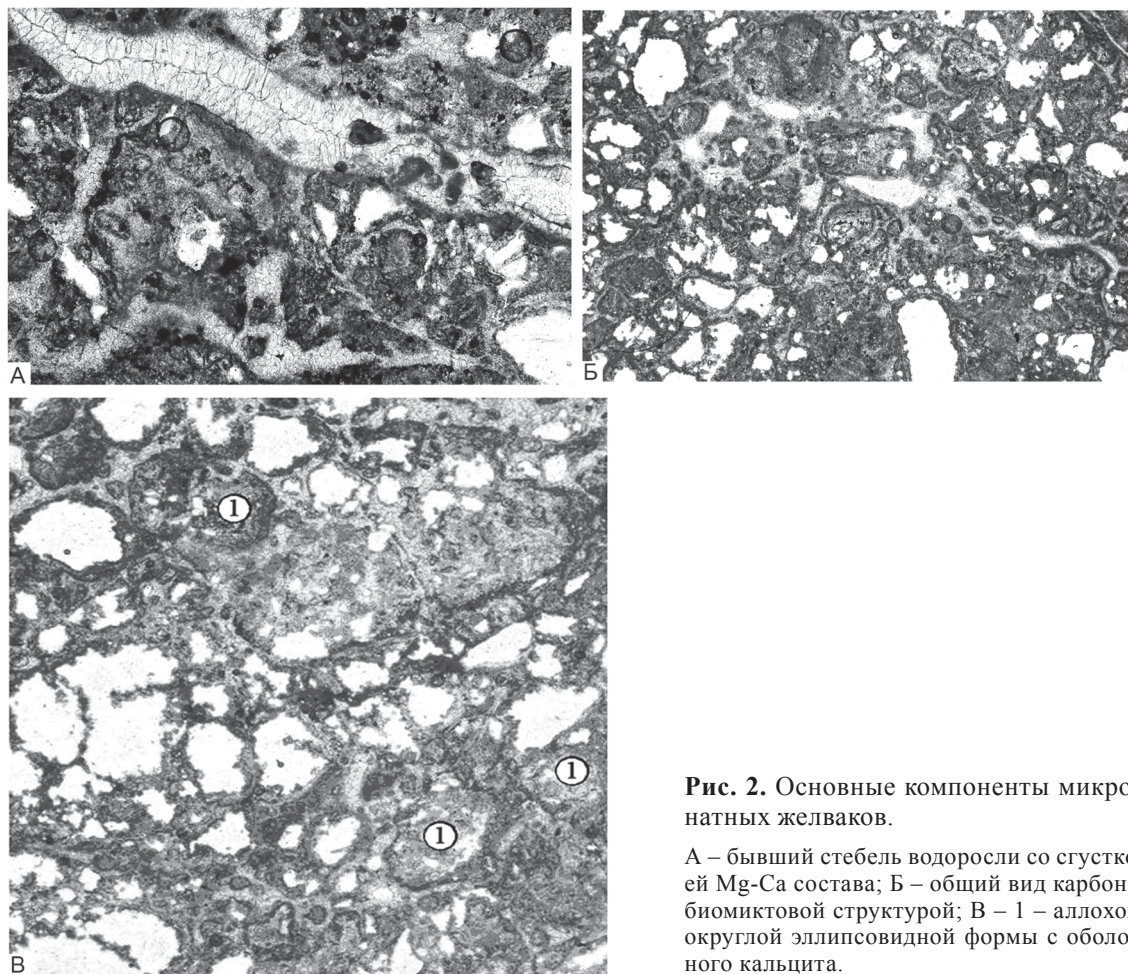 А
Б
1
1
1
В
Рис. 2. Основные компоненты микро
натных желваков.
А – бывший стебель водоросли со сгустко
ей Mg-Ca состава; Б – общий вид карбон
биомиктовой структурой; В – 1 – аллохо
округлой эллипсовидной формы с оболо
ного кальцита.